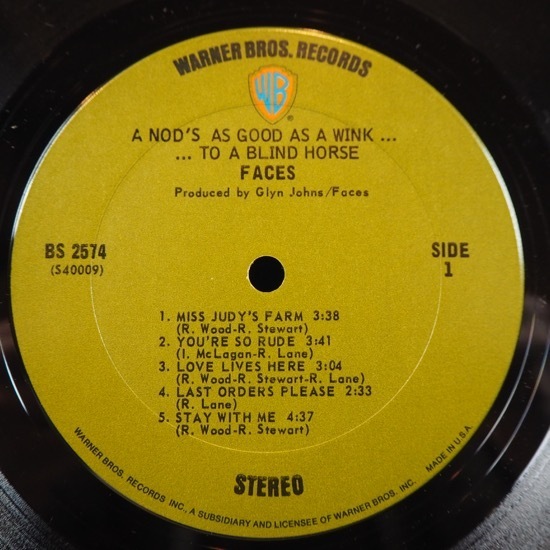 WARNER BROS. RECORDS
WB
®
A NOD'S AS GOOD AS A WINK ...
... TO A BLIND HORSE
FACES
Produced by Glyn Johns/Faces
BS 2574
(S40009)
SIDE
1
1. MISS JUDY'S FARM 3:38
(R. Wood-R. Stewart)
2. YOU'RE SO RUDE 3:41
(I. McLagan-R. Lane)
3. LOVE LIVES HERE 3:04
(R. Wood-R. Stewart-R. Lane)
4. LAST ORDERS PLEASE 2:33
(R. Lane)
5. STAY WITH ME 4:37
(R. Wood-R. Stewart)
STEREO
WARNER BROS. RECORDS INC., A SUBSIDIARY AND LICENSEE OF WARNER BROS. INC. MADE IN U.S.A